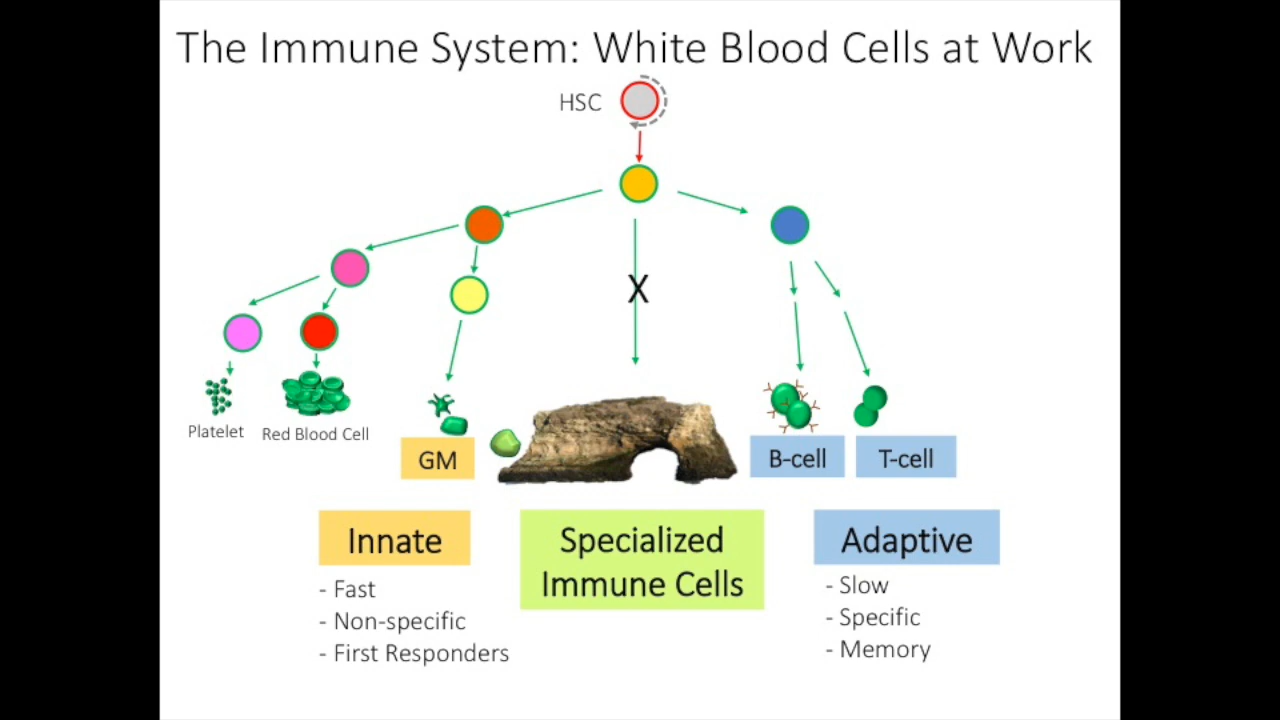 The Immune System: White Blood Cells at Work
HSC
X
Platelet
Red Blood Cell
GM
B-cell
T-cell
Innate
- Fast
- Non-specific
- First Responders
Specialized
Immune Cells
Adaptive
- Slow
- Specific
- Memory